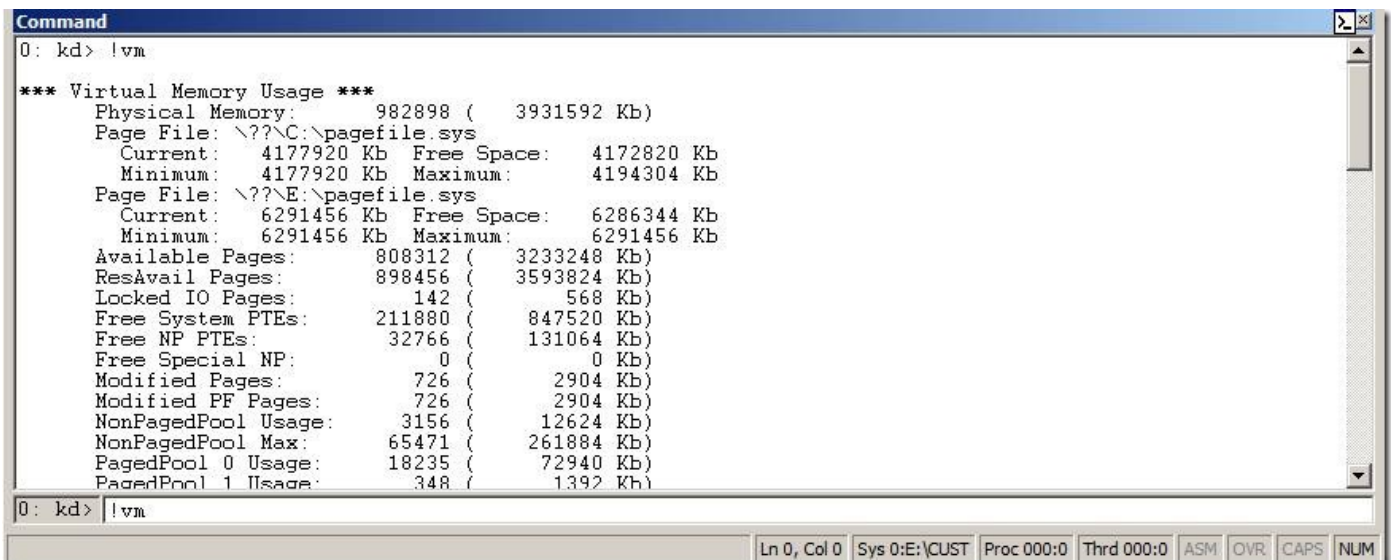 Command
0: kd> !vm
*** Virtual Memory Usage ***
Physical Memory: 982898 ( 3931592 Kb)
Page File: \??\C:\pagefile.sys
Current: 4177920 Kb Free Space: 4172820 Kb
Minimum: 4177920 Kb Maximum: 4194304 Kb
Page File: \??\E:\pagefile.sys
Current: 6291456 Kb Free Space: 6286344 Kb
Minimum: 6291456 Kb Maximum: 6291456 Kb
Available Pages: 808312 ( 3233248 Kb)
ResAvail Pages: 898456 ( 3593824 Kb)
Locked IO Pages: 142 ( 568 Kb)
Free System PTEs: 211880 ( 847520 Kb)
Free NP PTEs: 32766 ( 131064 Kb)
Free Special NP: 0 ( 0 Kb)
Modified Pages: 726 ( 2904 Kb)
Modified PF Pages: 726 ( 2904 Kb)
NonPagedPool Usage: 3156 ( 12624 Kb)
NonPagedPool Max: 65471 ( 261884 Kb)
PagedPool 0 Usage: 18235 ( 72940 Kb)
PagedPool 1 Usage: 348 ( 1392 Kb)
0: kd> !vm
Ln 0, Col 0 Sys 0:E:\CUST Proc 000:0 Thrd 000:0 ASM OVR CAPS NUM